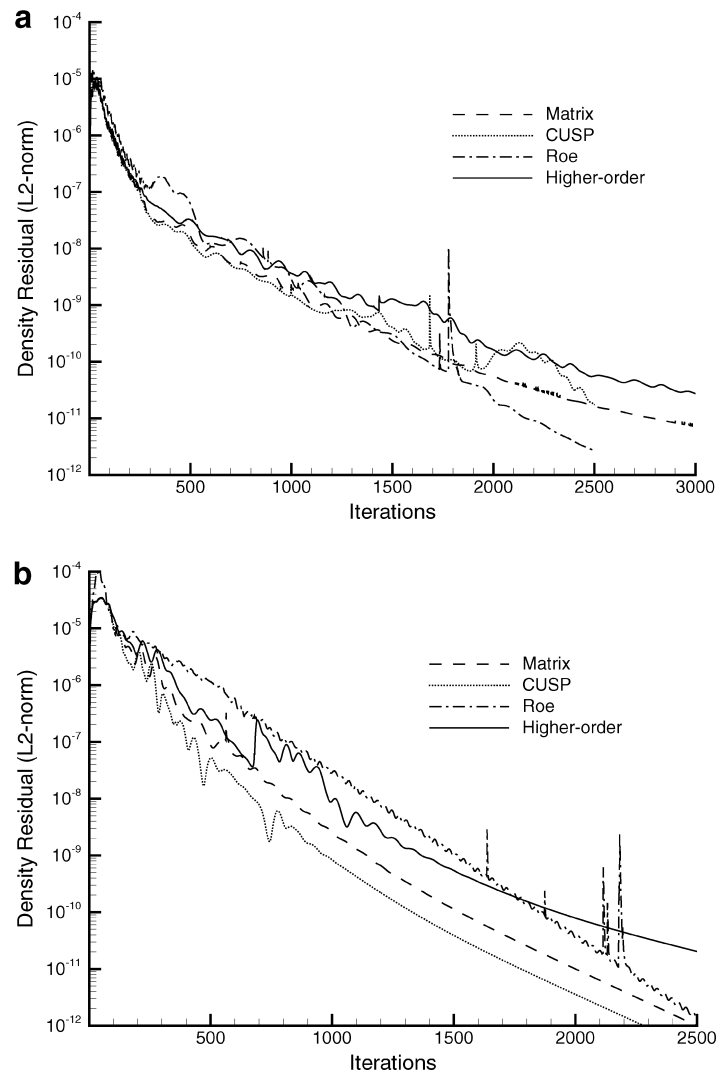 a
10-4
10-5
10-6
10-7
10-8
10-9
10-10
10-11
10-12
Density Residual (L2-norm)
Matrix
CUSP
Roe
Higher-order
500
1000
1500
2000
2500
3000
Iterations
b
10-4
10-5
10-6
10-7
10-8
10-9
10-10
10-11
10-12
Density Residual (L2-norm)
Matrix
CUSP
Roe
Higher-order
500
1000
1500
2000
2500
Iterations